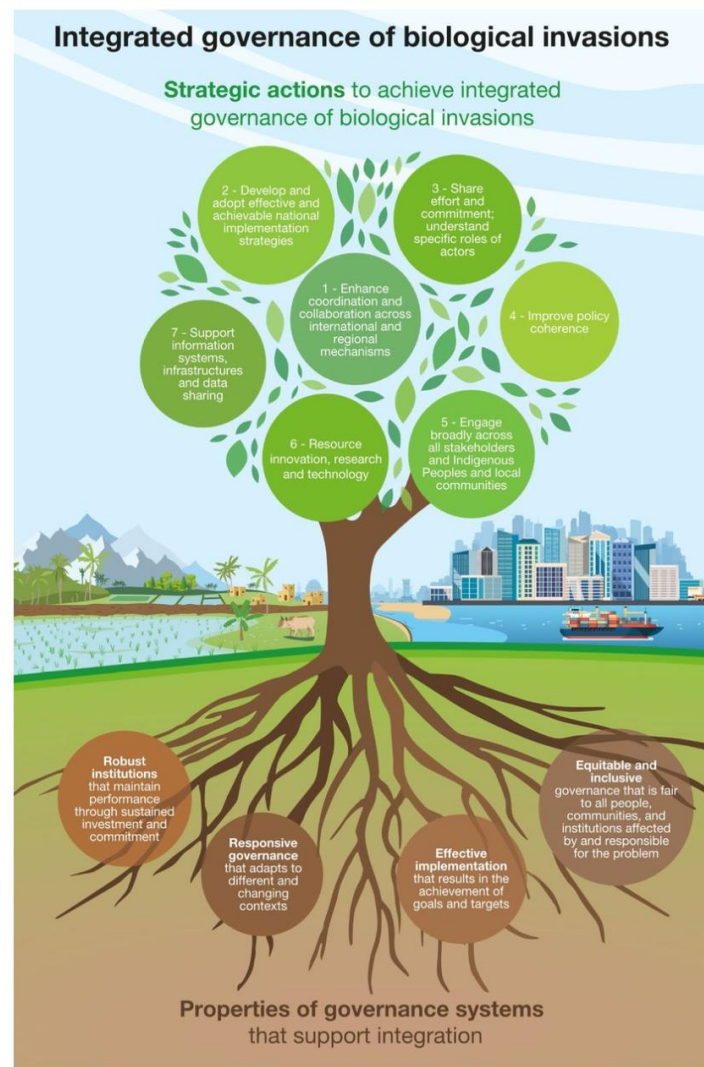 Integrated governance of biological invasions
Strategic actions to achieve integrated
governance of biological invasions
2 - Develop and
adopt effective and
achievable national
implementation
strategies
3 - Share
effort and
commitment;
understand
specific roles of
actors
1 - Enhance
coordination and
collaboration across
international and
regional
mechanisms
4 - Improve policy
coherence
7 - Support
information
systems,
infrastructures
and data
sharing
6 - Resource
innovation, research
and technology
5 - Engage
broadly across
all stakeholders
and Indigenous
Peoples and local
communities
Robust
institutions
that maintain
performance
through sustained
investment and
commitment
Responsive
governance
that adapts to
different and
changing
contexts
Effective
implementation
that results in the
achievement of
goals and targets
Equitable and
inclusive
governance that is fair
to all people,
communities, and
institutions affected
by and responsible
for the problem
Properties of governance systems
that support integration